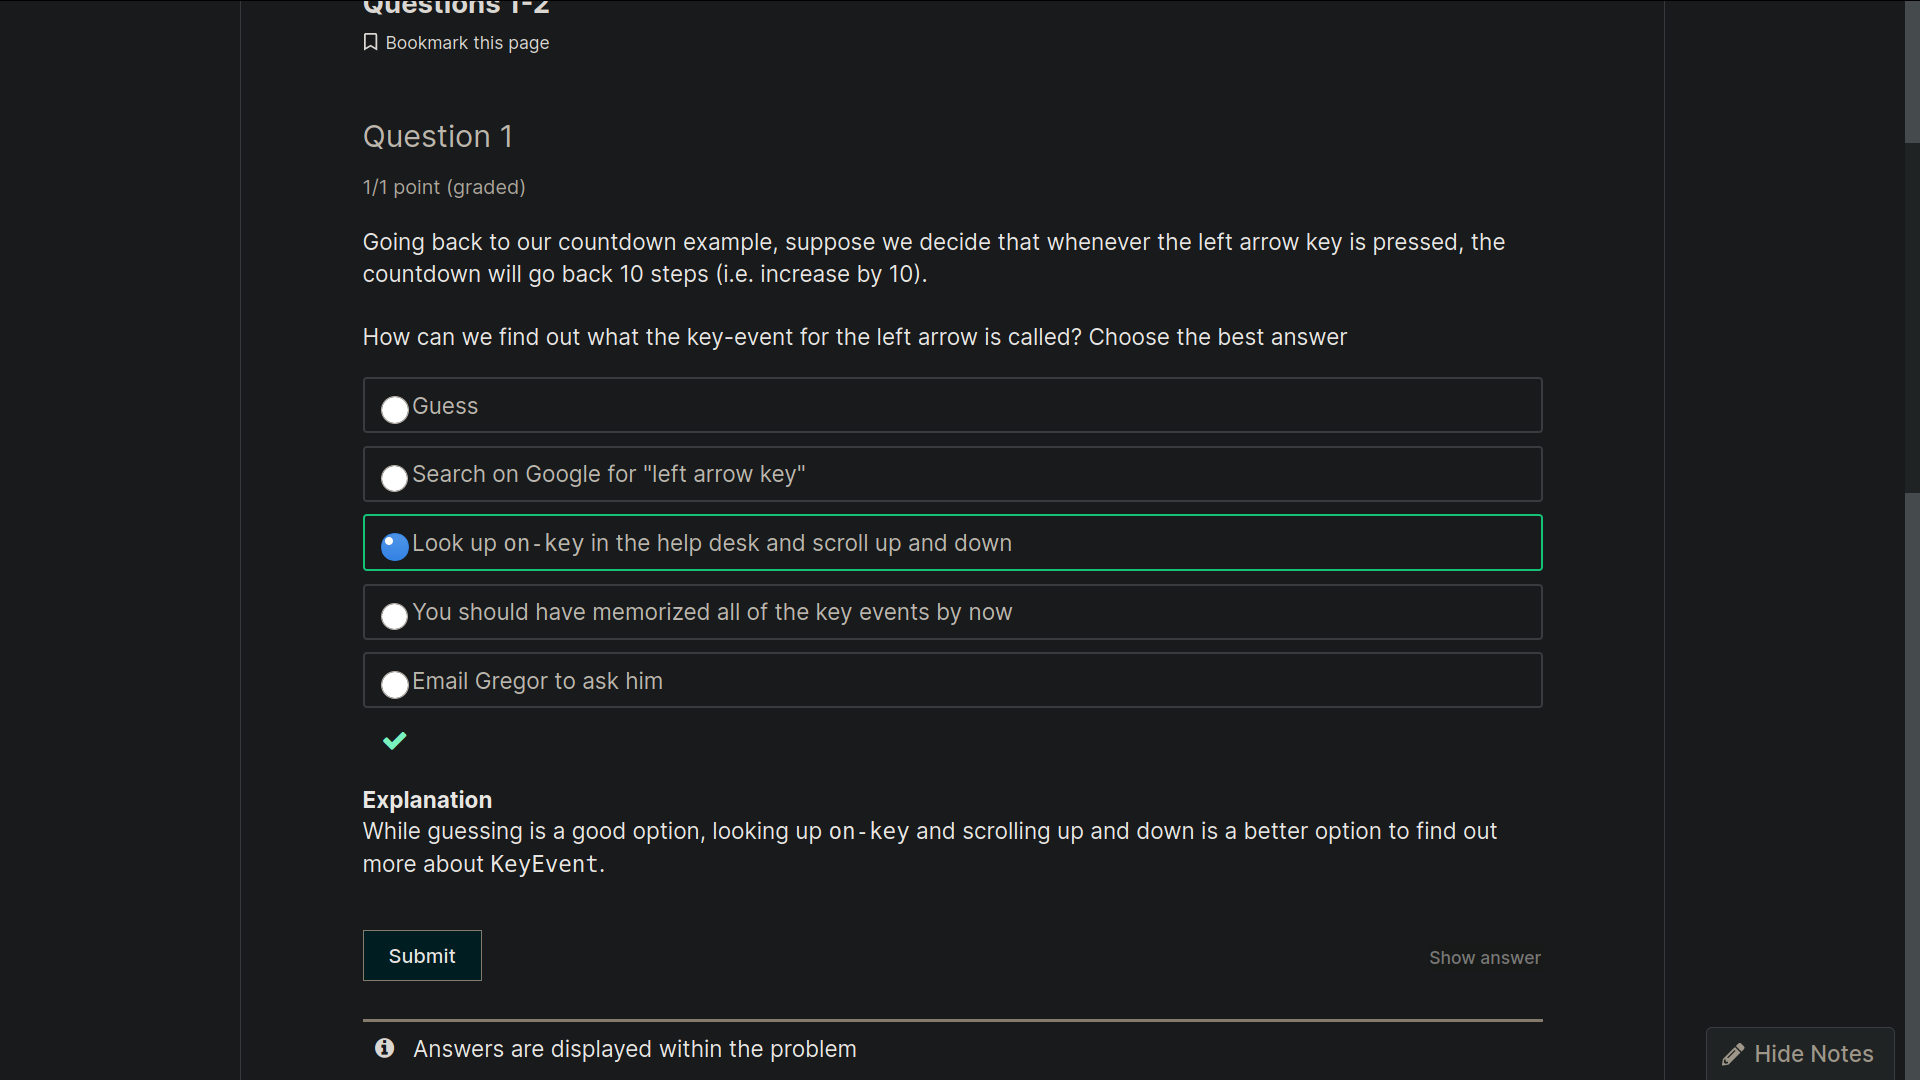 Questions 1-2
Bookmark this page
Question 1
1/1 point (graded)
Going back to our countdown example, suppose we decide that whenever the left arrow key is pressed, the
countdown will go back 10 steps (i.e. increase by 10).
How can we find out what the key-event for the left arrow is called? Choose the best answer
Guess
Search on Google for "left arrow key"
Look up on-key in the help desk and scroll up and down
You should have memorized all of the key events by now
Email Gregor to ask him
Explanation
While guessing is a good option, looking up on-key and scrolling up and down is a better option to find out
more about KeyEvent.
Submit
Show answer
Answers are displayed within the problem
Hide Notes